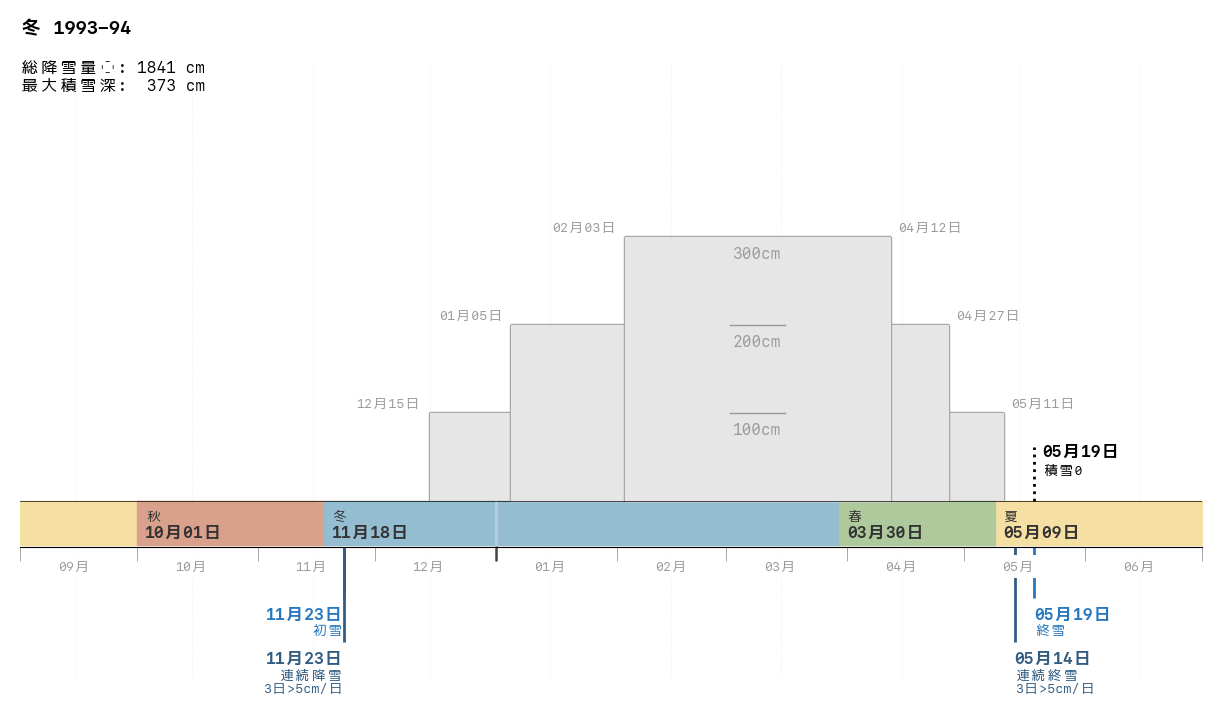 冬 1993–94
総降雪量: 1841 cm
最大積雪深: 373 cm
02月03日
04月12日
300cm
01月05日
04月27日
200cm
12月15日
05月11日
100cm
05月19日
積雪0
秋
10月01日
冬
11月18日
春
03月30日
夏
05月09日
09月
10月
11月
12月
01月
02月
03月
04月
05月
06月
11月23日
初雪
05月19日
終雪
11月23日
連続降雪
3日>5cm/日
05月14日
連続終雪
3日>5cm/日